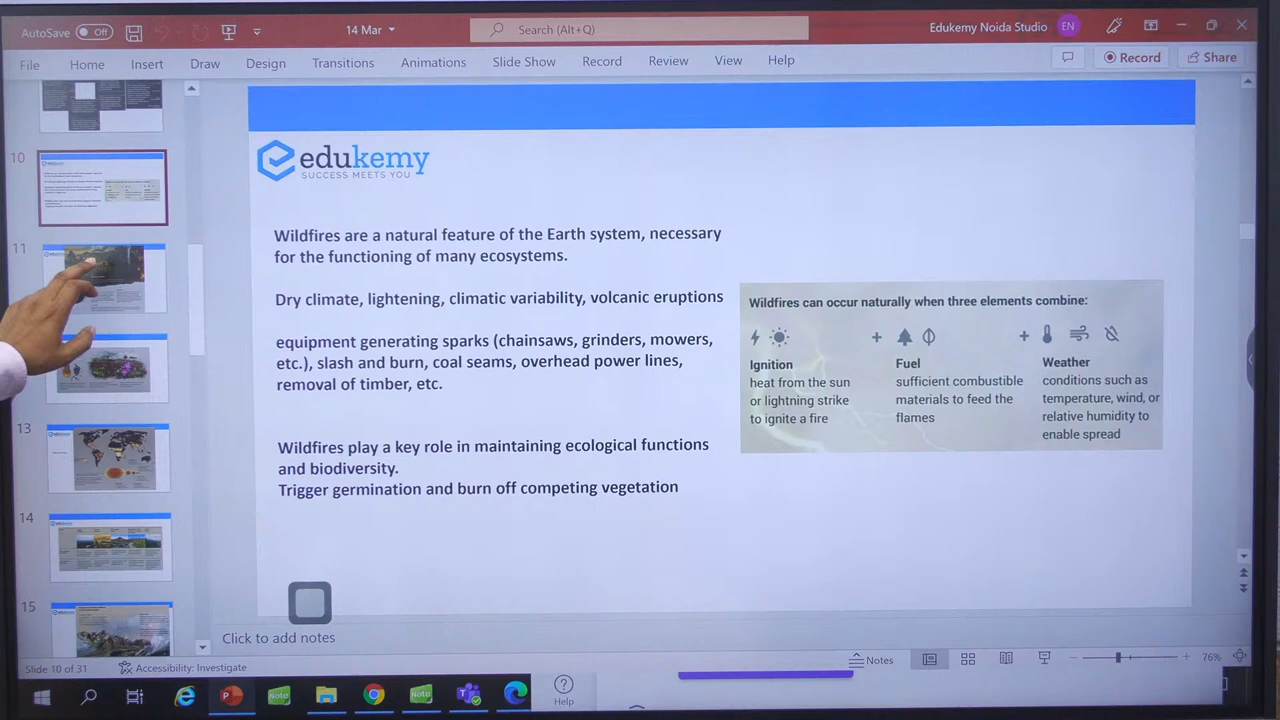 AutoSave Off
14 Mar
Search (Alt+Q)
Edukemy Noida Studio EN
File Home Insert Draw Design Transitions Animations Slide Show Record Review View Help
Record Share
10
11
13
14
15
edukemy
SUCCESS MEETS YOU
Wildfires are a natural feature of the Earth system, necessary
for the functioning of many ecosystems.
Dry climate, lightening, climatic variability, volcanic eruptions
equipment generating sparks (chainsaws, grinders, mowers,
etc.), slash and burn, coal seams, overhead power lines,
removal of timber, etc.
Wildfires play a key role in maintaining ecological functions
and biodiversity.
Trigger germination and burn off competing vegetation
Wildfires can occur naturally when three elements combine:
Ignition
heat from the sun
or lightning strike
to ignite a fire
+
Fuel
sufficient combustible
materials to feed the
flames
+
Weather
conditions such as
temperature, wind, or
relative humidity to
enable spread
Click to add notes
Slide 10 of 31 Accessibility: Investigate
Notes
76%
Note
Note
Help